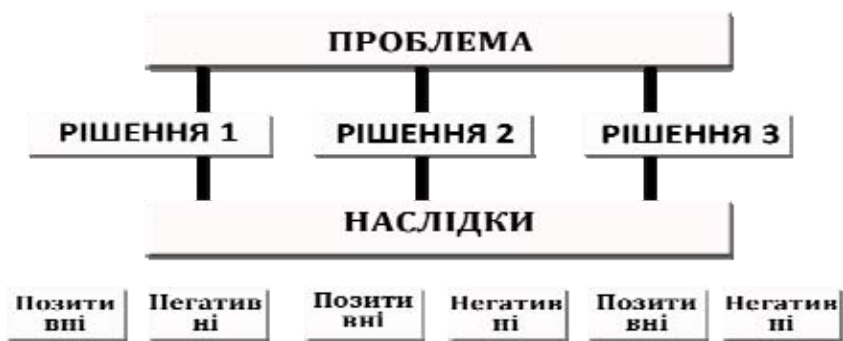 ПРОБЛЕМА
РІШЕННЯ 1
РІШЕННЯ 2
РІШЕННЯ 3
НАСЛІДКИ
Позити
вні
Негатив
ні
Позити
вні
Негатив
ні
Позити
вні
Негатив
ні